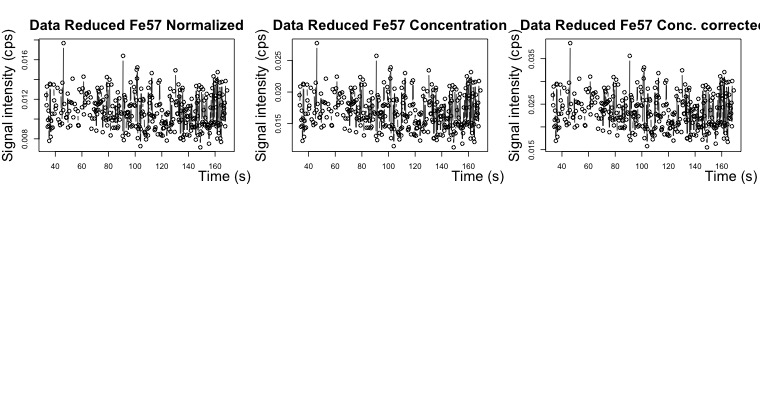 Data Reduced Fe57 Normalized
Signal intensity (cps)
0.008 0.012 0.016
40 60 80 100 120 140 160
Time (s)
Data Reduced Fe57 Concentration
Signal intensity (cps)
0.015 0.020 0.025
40 60 80 100 120 140 160
Time (s)
Data Reduced Fe57 Conc. corrected
Signal intensity (cps)
0.015 0.025 0.035
40 60 80 100 120 140 160
Time (s)